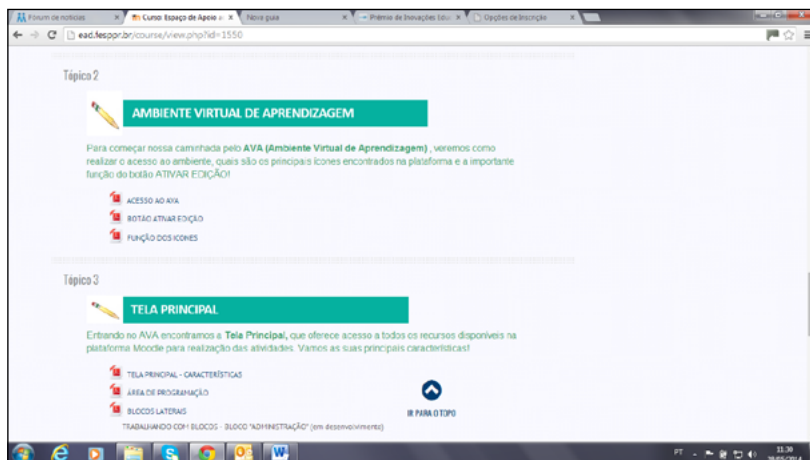 Fórum de notícias
Curso: Espaço de Apoio a
Nova guia
Prêmio de Inovações Edu
Opções de Inscrição
ead.fesppr.br/course/view.php?id=1550
Tópico 2
AMBIENTE VIRTUAL DE APRENDIZAGEM
Para começar nossa caminhada pelo AVA (Ambiente Virtual de Aprendizagem) , veremos como
realizar o acesso ao ambiente, quais são os principais ícones encontrados na plataforma e a importante
função do botão ATIVAR EDIÇÃO!
ACESSO AO AVA
BOTÃO ATIVAR EDIÇÃO
FUNÇÃO DOS ICONES
Tópico 3
TELA PRINCIPAL
Entrando no AVA encontramos a Tela Principal, que oferece acesso a todos os recursos disponíveis na
plataforma Moodle para realização das atividades. Vamos as suas principais características!
TELA PRINCIPAL - CARACTERÍSTICAS
ÁREA DE PROGRAMAÇÃO
BLOCOS LATERAIS
IR PARA O TOPO
TRABALHANDO COM BLOCOS - BLOCO "ADMINISTRAÇÃO" (em desenvolvimento)
PT
11:30